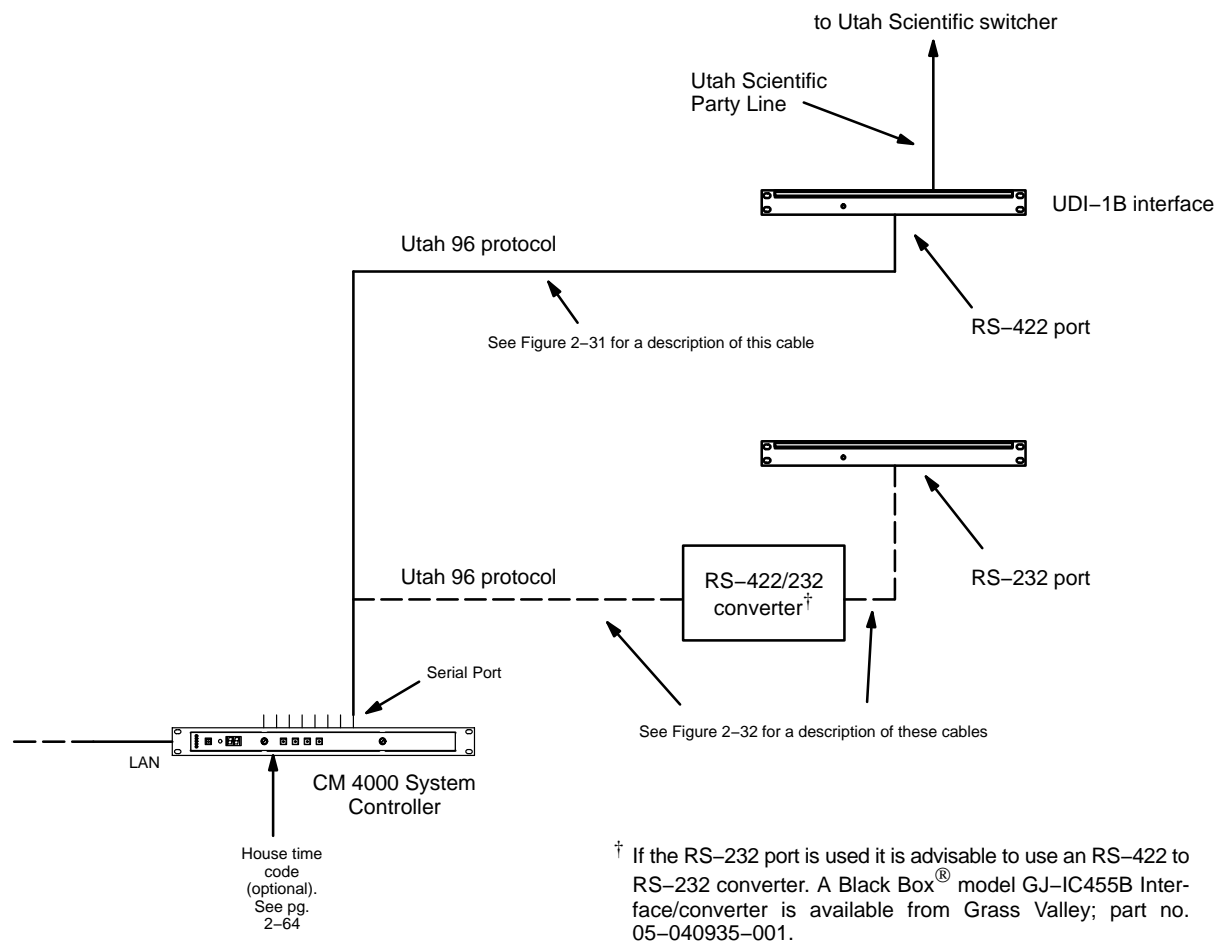 to Utah Scientific switcher
Utah Scientific
Party Line
UDI−1B interface
Utah 96 protocol
RS−422 port
See Figure 2−31 for a description of this cable
Utah 96 protocol
RS−422/232
converter†
RS−232 port
Serial Port
See Figure 2−32 for a description of these cables
LAN
CM 4000 System
Controller
House time
code
(optional).
See pg.
2−64
† If the RS−232 port is used it is advisable to use an RS−422 to
RS−232 converter. A Black Box® model GJ−IC455B Inter-
face/converter is available from Grass Valley; part no.
05−040935−001.